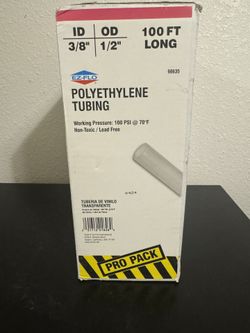 ID OD 100 FT
3/8" 1/2" LONG
EZ-FLO
98635
POLYETHYLENE
TUBING
Working Pressure: 100 PSI @ 70°F
Non-Toxic / Lead Free
TUBERIA DE VINILO
TRANSPARENTE
PRO PACK